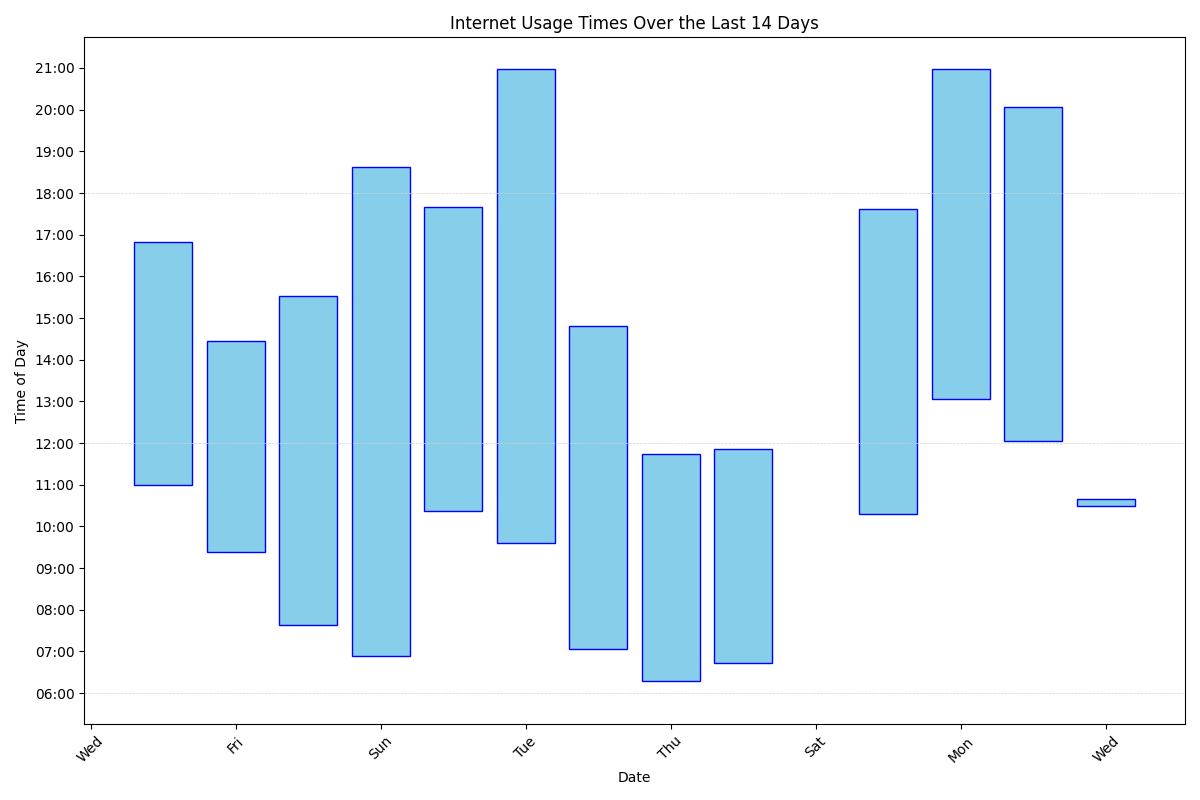 Internet Usage Times Over the Last 14 Days
Time of Day
21:00
20:00
19:00
18:00
17:00
16:00
15:00
14:00
13:00
12:00
11:00
10:00
09:00
08:00
07:00
06:00
Wed
Fri
Sun
Tue
Thu
Sat
Mon
Wed
Date